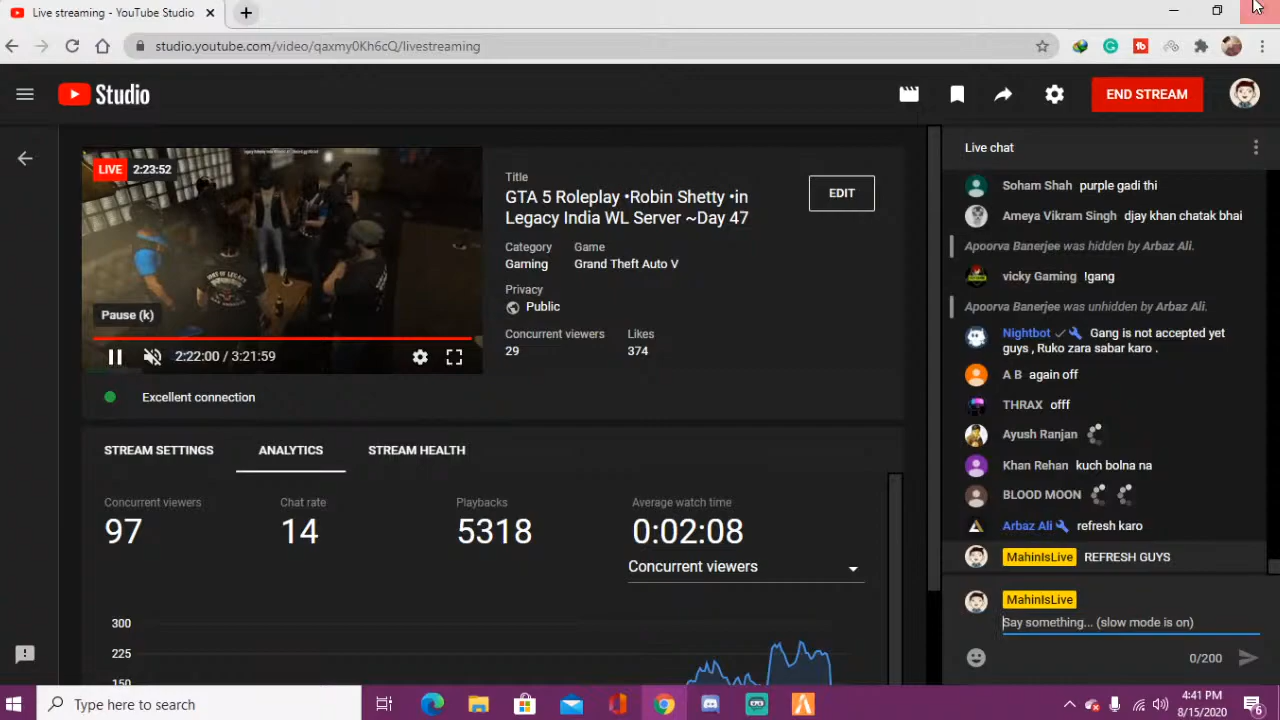 Live streaming - YouTube Studio
studio.youtube.com/video/qaxmy0Kh6cQ/livestreaming
Studio
END STREAM
LIVE 2:23:52
Pause (k)
2:22:00 / 3:21:59
Title
GTA 5 Roleplay •Robin Shetty •in
Legacy India WL Server ~Day 47
EDIT
Category Game
Gaming Grand Theft Auto V
Privacy
Public
Concurrent viewers Likes
29 374
Excellent connection
STREAM SETTINGS ANALYTICS STREAM HEALTH
Concurrent viewers Chat rate Playbacks Average watch time
97 14 5318 0:02:08
Concurrent viewers
300
225
150
Live chat
Soham Shah purple gadi thi
Ameya Vikram Singh djay khan chatak bhai
Apoorva Banerjee was hidden by Arbaz Ali.
vicky Gaming !gang
Apoorva Banerjee was unhidden by Arbaz Ali.
Nightbot Gang is not accepted yet
guys , Ruko zara sabar karo .
A B again off
THRAX offf
Ayush Ranjan
Khan Rehan kuch bolna na
BLOOD MOON
Arbaz Ali refresh karo
MahinIsLive REFRESH GUYS
MahinIsLive
Say something... (slow mode is on)
0/200
Type here to search
4:41 PM
8/15/2020
6